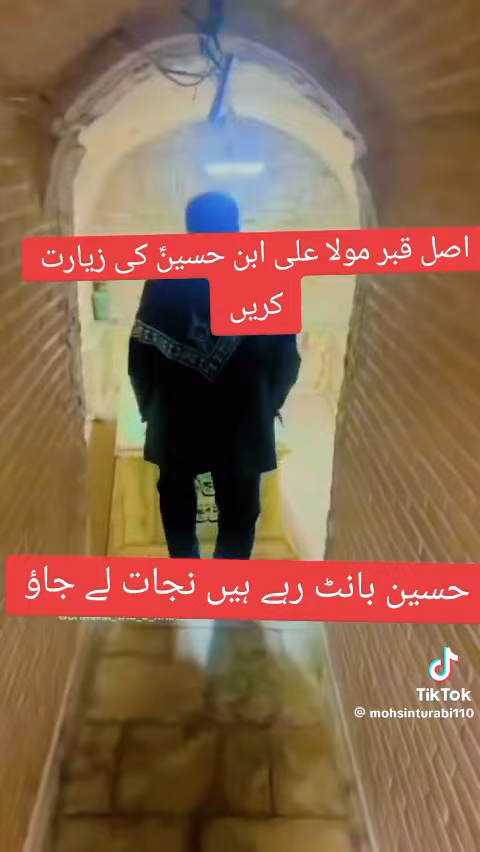 اصل قبر مولا علی ابن حسینؑ کی زیارت
کریں
حسین بانٹ رہے ہیں نجات لے جاؤ
TikTok
@ mohsinturabi110